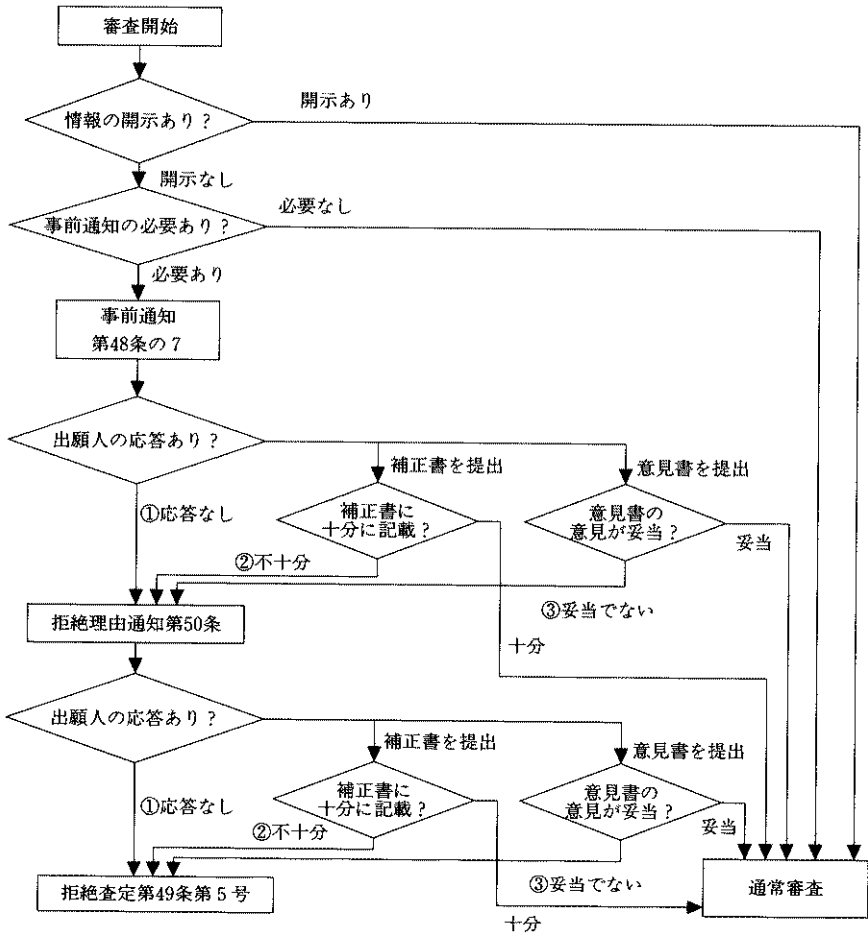 審査開始
情報の開示あり？
開示あり
開示なし
事前通知の必要あり？
必要なし
必要あり
事前通知
第48条の７
出願人の応答あり？
補正書を提出
意見書を提出
①応答なし
補正書に
十分に記載？
意見書の
意見が妥当？
妥当
②不十分
③妥当でない
十分
拒絶理由通知第50条
出願人の応答あり？
補正書を提出
意見書を提出
①応答なし
補正書に
十分に記載？
意見書の
意見が妥当？
妥当
②不十分
③妥当でない
十分
拒絶査定第49条第５号
通常審査